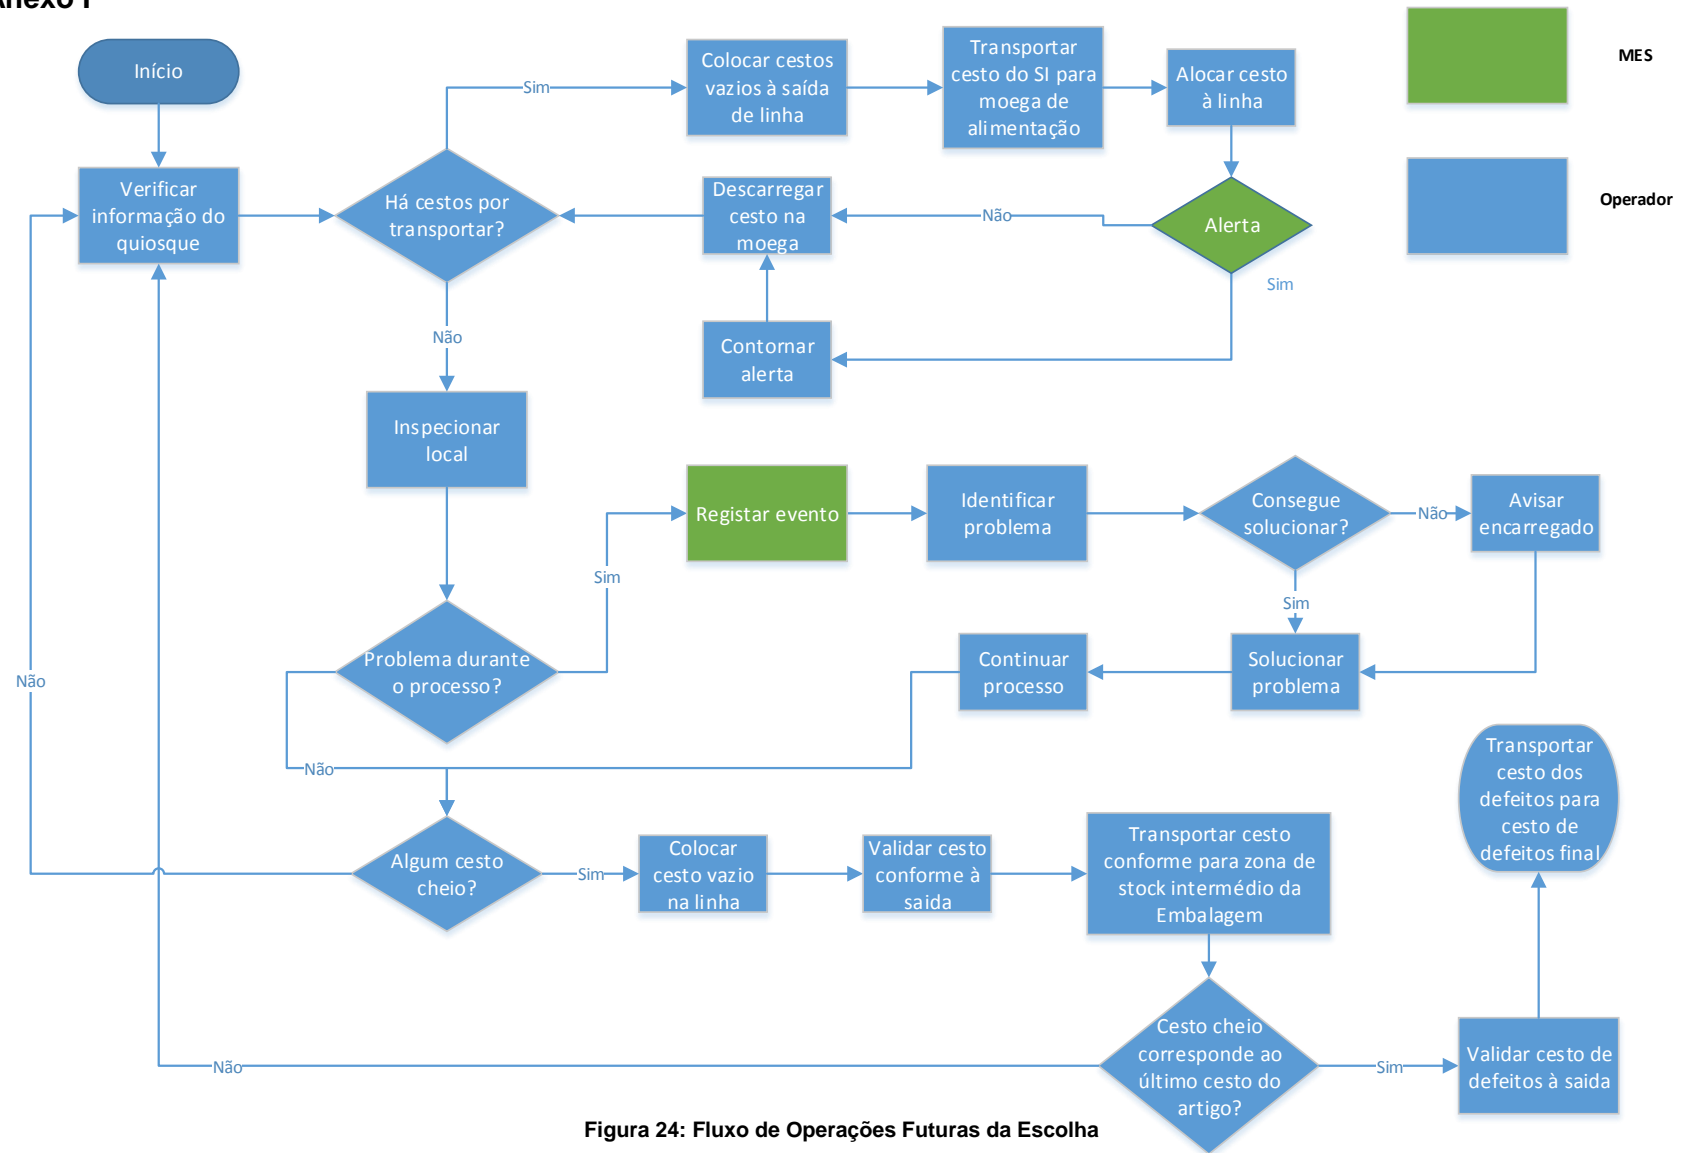 Anexo I
Início
Verificar
informação do
quiosque
Há cestos por
transportar?
Sim
Colocar cestos
vazios à saída
de linha
Transportar
cesto do SI para
moega de
alimentação
Alocar cesto
à linha
MES
Operador
Alerta
Não
Descarregar
cesto na
moega
Sim
Contornar
alerta
Não
Inspecionar
local
Problema durante
o processo?
Sim
Registar evento
Identificar
problema
Consegue
solucionar?
Não
Avisar
encarregado
Sim
Solucionar
problema
Continuar
processo
Não
Não
Algum cesto
cheio?
Sim
Colocar
cesto vazio
na linha
Validar cesto
conforme à
saida
Transportar cesto
conforme para zona de
stock intermédio da
Embalagem
Transportar
cesto dos
defeitos para
cesto de
defeitos final
Cesto cheio
corresponde ao
último cesto do
artigo?
Não
Sim
Validar cesto de
defeitos à saida
Figura 24: Fluxo de Operações Futuras da Escolha